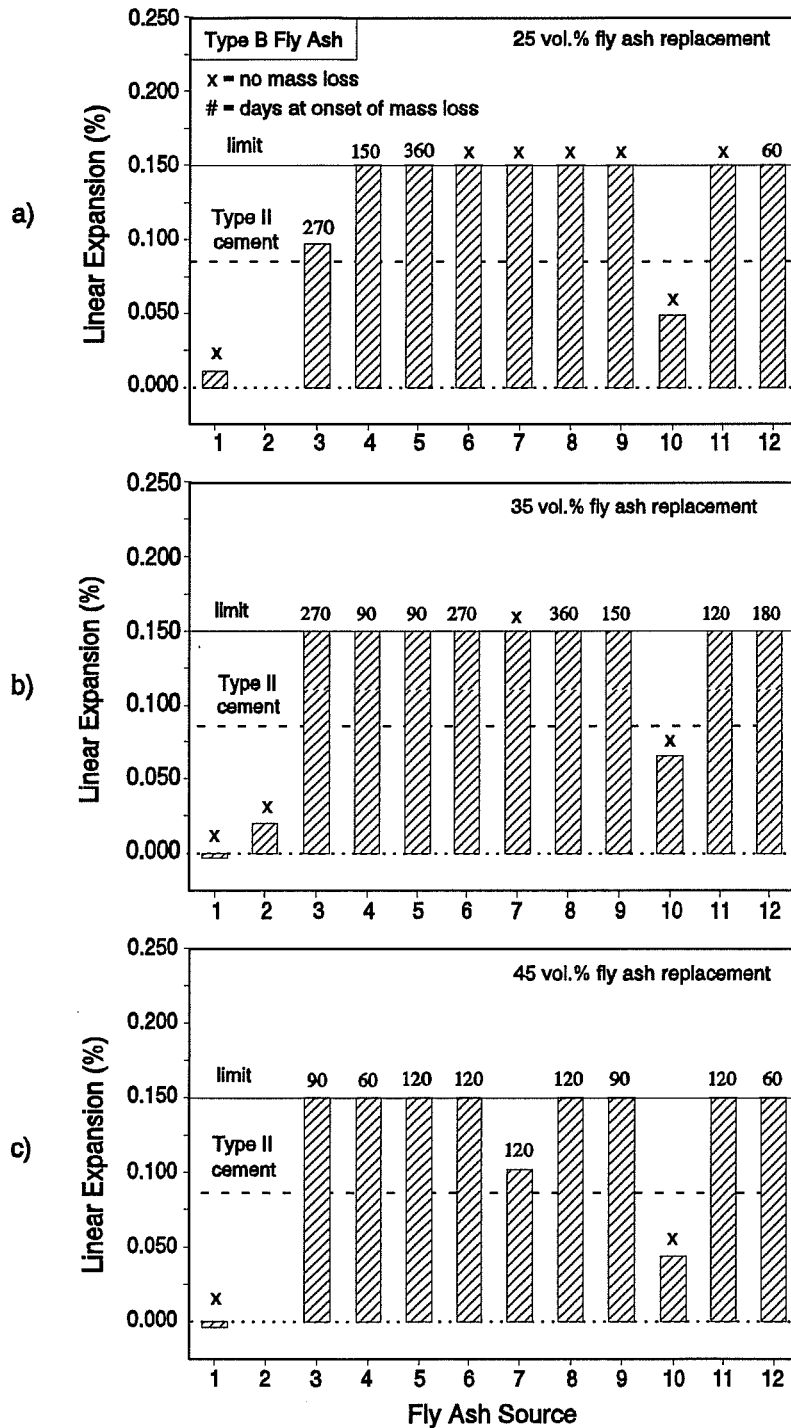 0.250
Type B Fly Ash
25 vol.% fly ash replacement
x = no mass loss
# = days at onset of mass loss
0.200
limit
150 360 x x x x x 60
0.150
a)
Linear Expansion (%)
Type II
cement
270
0.100
x
0.050
x
0.000
1 2 3 4 5 6 7 8 9 10 11 12
0.250
35 vol.% fly ash replacement
0.200
limit
270 90 90 270 x 360 150 120 180
0.150
b)
Linear Expansion (%)
Type II
cement
0.100
x
0.050
x
x
0.000
1 2 3 4 5 6 7 8 9 10 11 12
0.250
45 vol.% fly ash replacement
0.200
limit
90 60 120 120 120 90 120 60
0.150
c)
Linear Expansion (%)
Type II
cement
120
0.100
x
0.050
x
0.000
1 2 3 4 5 6 7 8 9 10 11 12
Fly Ash Source